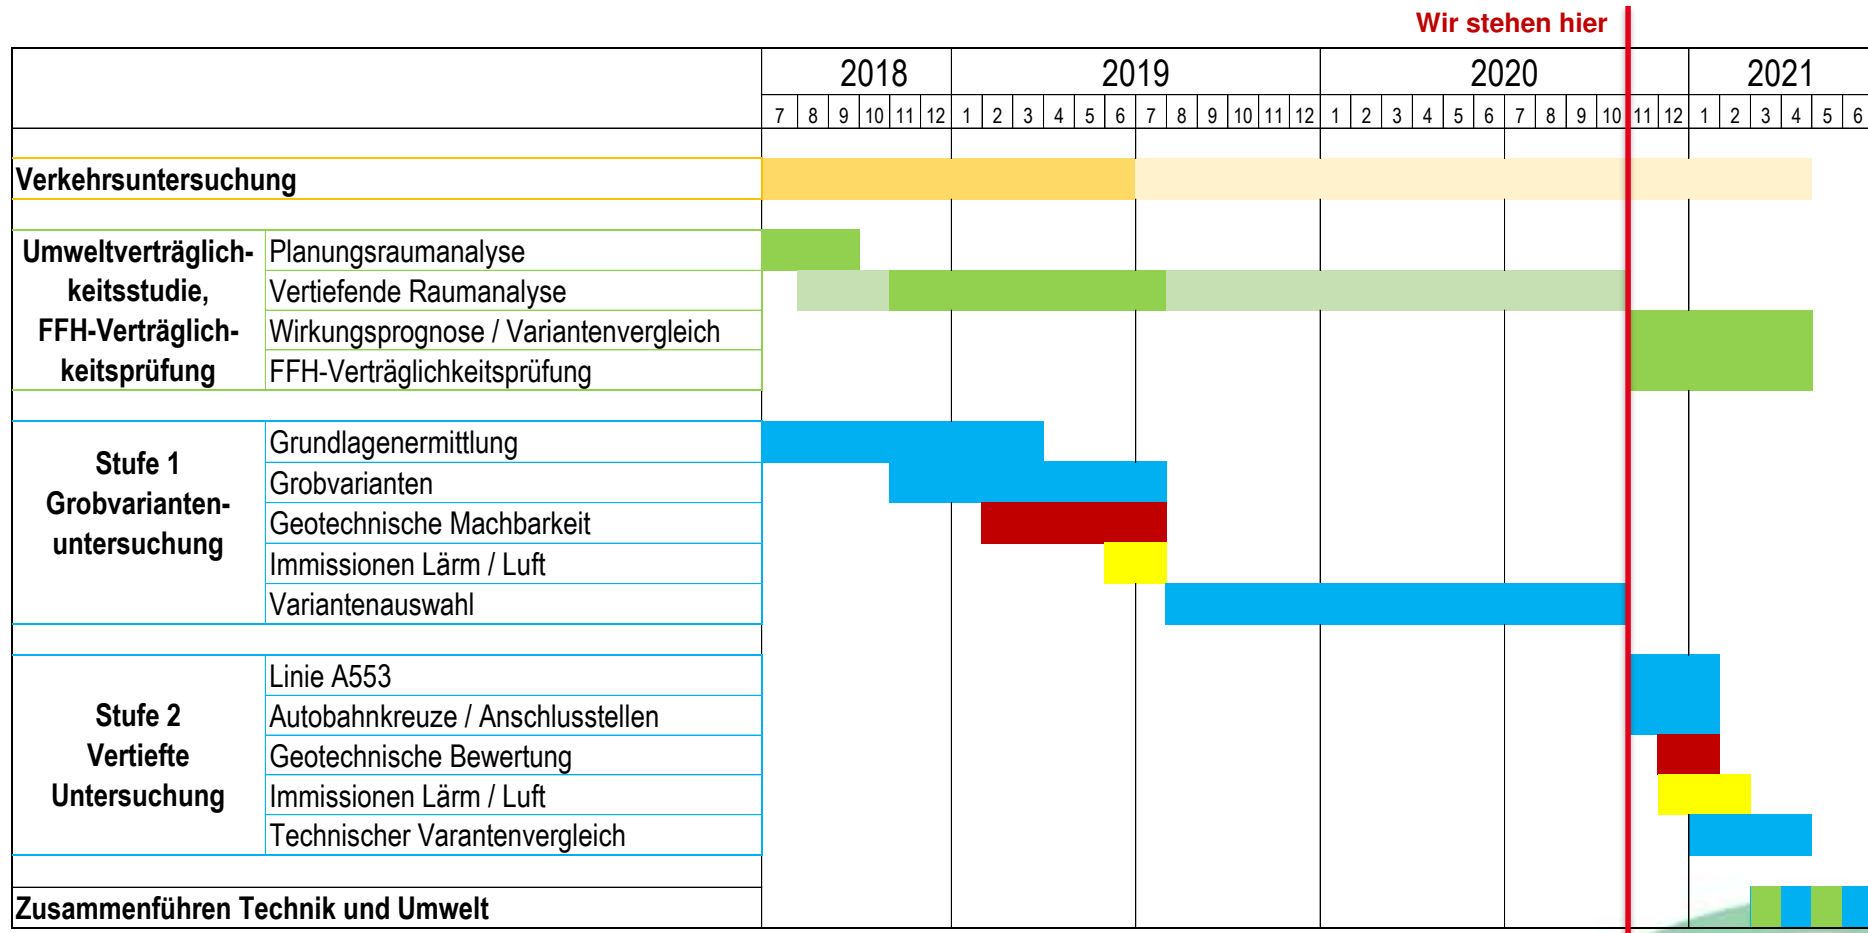 Wir stehen hier
2018 2019 2020 2021
7 8 9 10 11 12 1 2 3 4 5 6 7 8 9 10 11 12 1 2 3 4 5 6 7 8 9 10 11 12 1 2 3 4 5 6
Verkehrsuntersuchung
Umweltverträglich-
keitsstudie,
FFH-Verträglich-
keitsprüfung
Planungsraumanalyse
Vertiefende Raumanalyse
Wirkungsprognose / Variantenvergleich
FFH-Verträglichkeitsprüfung
Stufe 1
Grobvarianten-
untersuchung
Grundlagenermittlung
Grobvarianten
Geotechnische Machbarkeit
Immissionen Lärm / Luft
Variantenauswahl
Stufe 2
Vertiefte
Untersuchung
Linie A553
Autobahnkreuze / Anschlusstellen
Geotechnische Bewertung
Immissionen Lärm / Luft
Technischer Varantenvergleich
Zusammenführen Technik und Umwelt